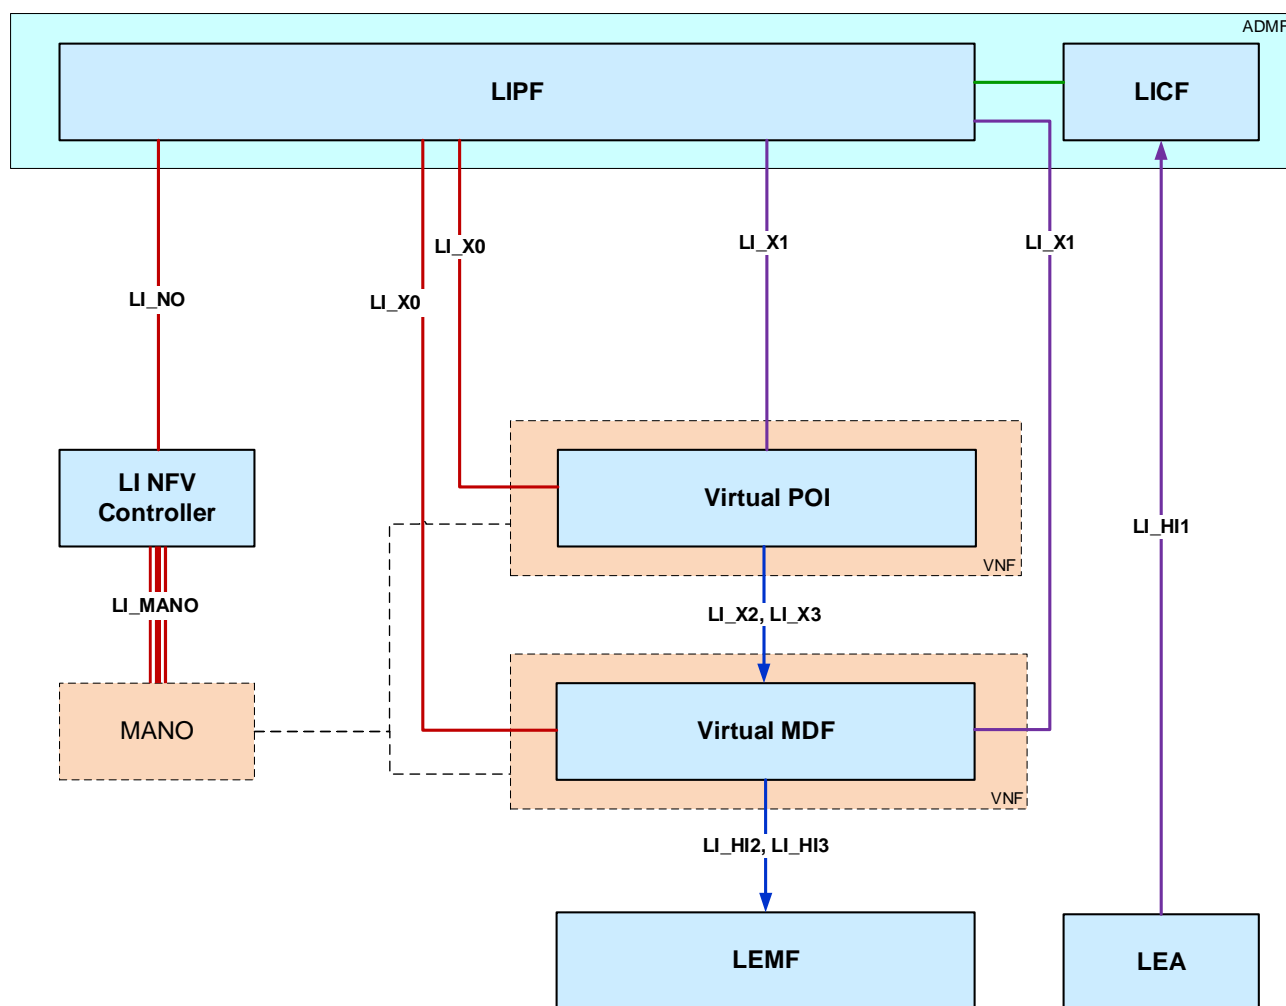 ADMF
LIPF
LICF
LI_X0
LI_X1
LI_X1
LI_NO
LI_X0
LI NFV
Controller
Virtual POI
LI_HI1
VNF
LI_MANO
LI_X2, LI_X3
MANO
Virtual MDF
VNF
LI_HI2, LI_HI3
LEMF
LEA